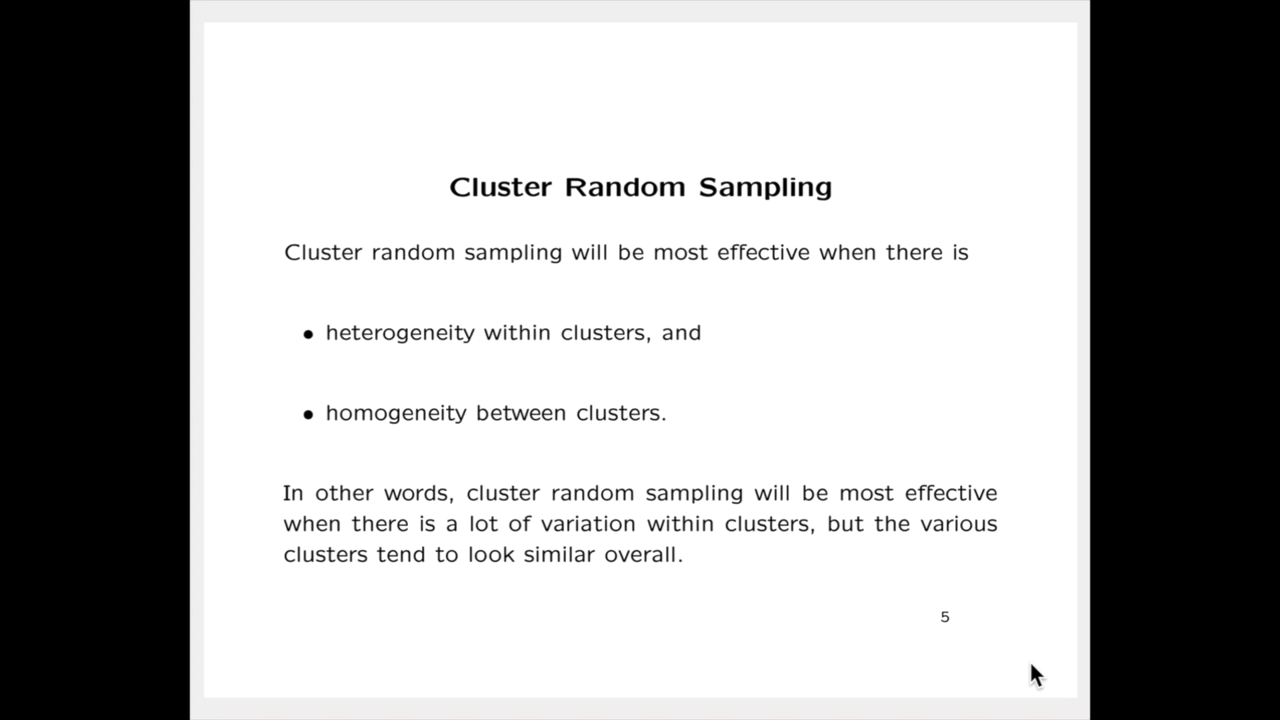 Cluster Random Sampling
Cluster random sampling will be most effective when there is
• heterogeneity within clusters, and
• homogeneity between clusters.
In other words, cluster random sampling will be most effective
when there is a lot of variation within clusters, but the various
clusters tend to look similar overall.
5